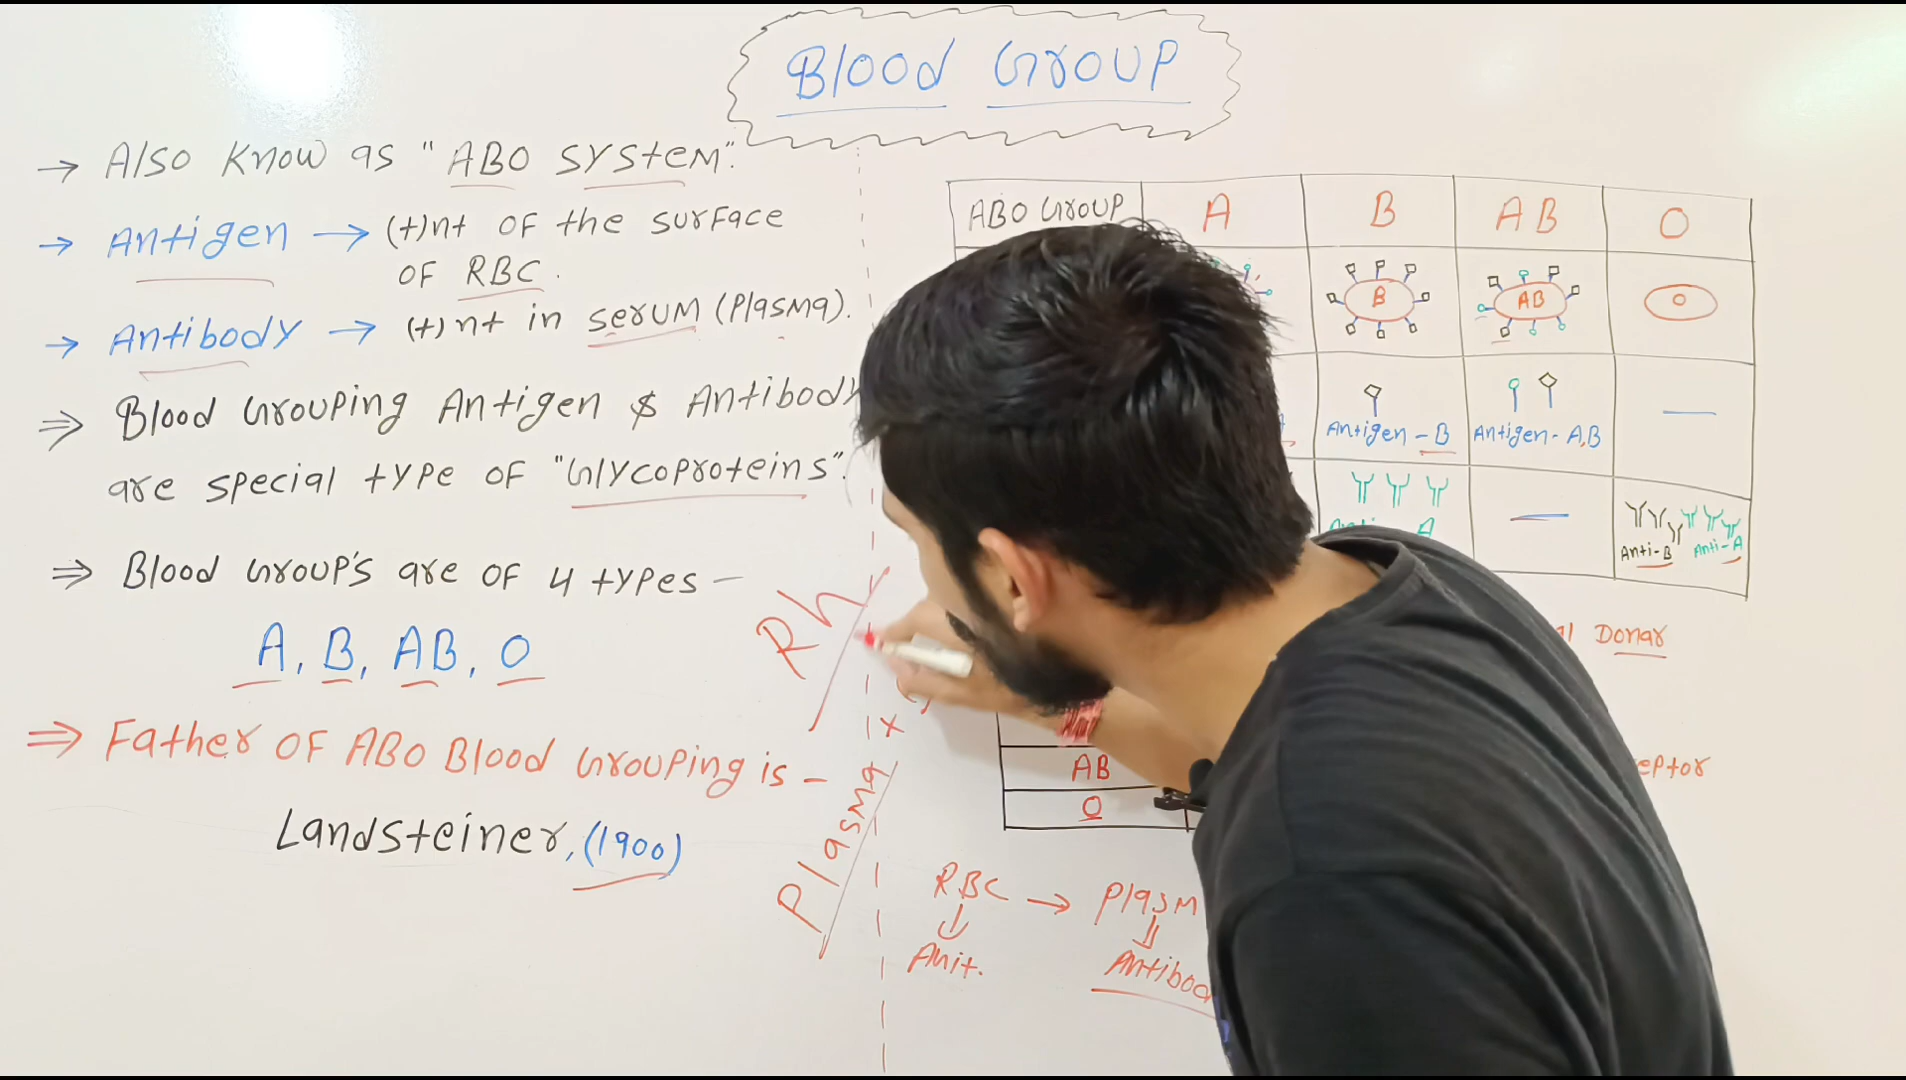 Blood Group
→ Also Know as "ABO System".
→ Antigen → (+)nt of the surface
of RBC.
→ Antibody → (+)nt in serum (Plasma).
⇒ Blood Grouping Antigen & Antibody
are special type of "Glycoproteins".
⇒ Blood Group's are of 4 types –
A, B, AB, O
⇒ Father of ABO Blood Grouping is –
Landsteiner, (1900)
Rh
Plasma
ABO Group A B AB O
B AB O
Antigen - B Antigen - A,B
A
Anti-B Anti-A
Donar
AB
O
RBC → Plasm
Anit.